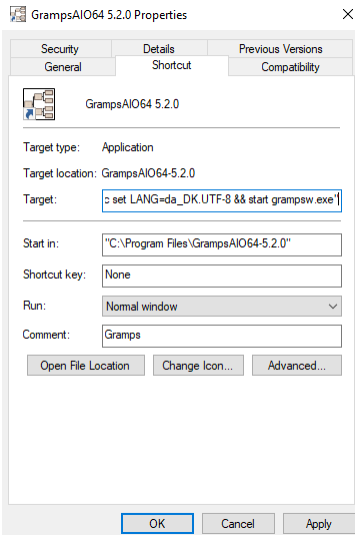 GrampsAIO64 5.2.0 Properties
Security Details Previous Versions
General Shortcut Compatibility
GrampsAIO64 5.2.0
Target type: Application
Target location: GrampsAIO64-5.2.0
Target: c set LANG=da_DK.UTF-8 && start grampsw.exe"
Start in: "C:\Program Files\GrampsAIO64-5.2.0"
Shortcut key: None
Run: Normal window
Comment: Gramps
Open File Location Change Icon... Advanced...
OK Cancel Apply